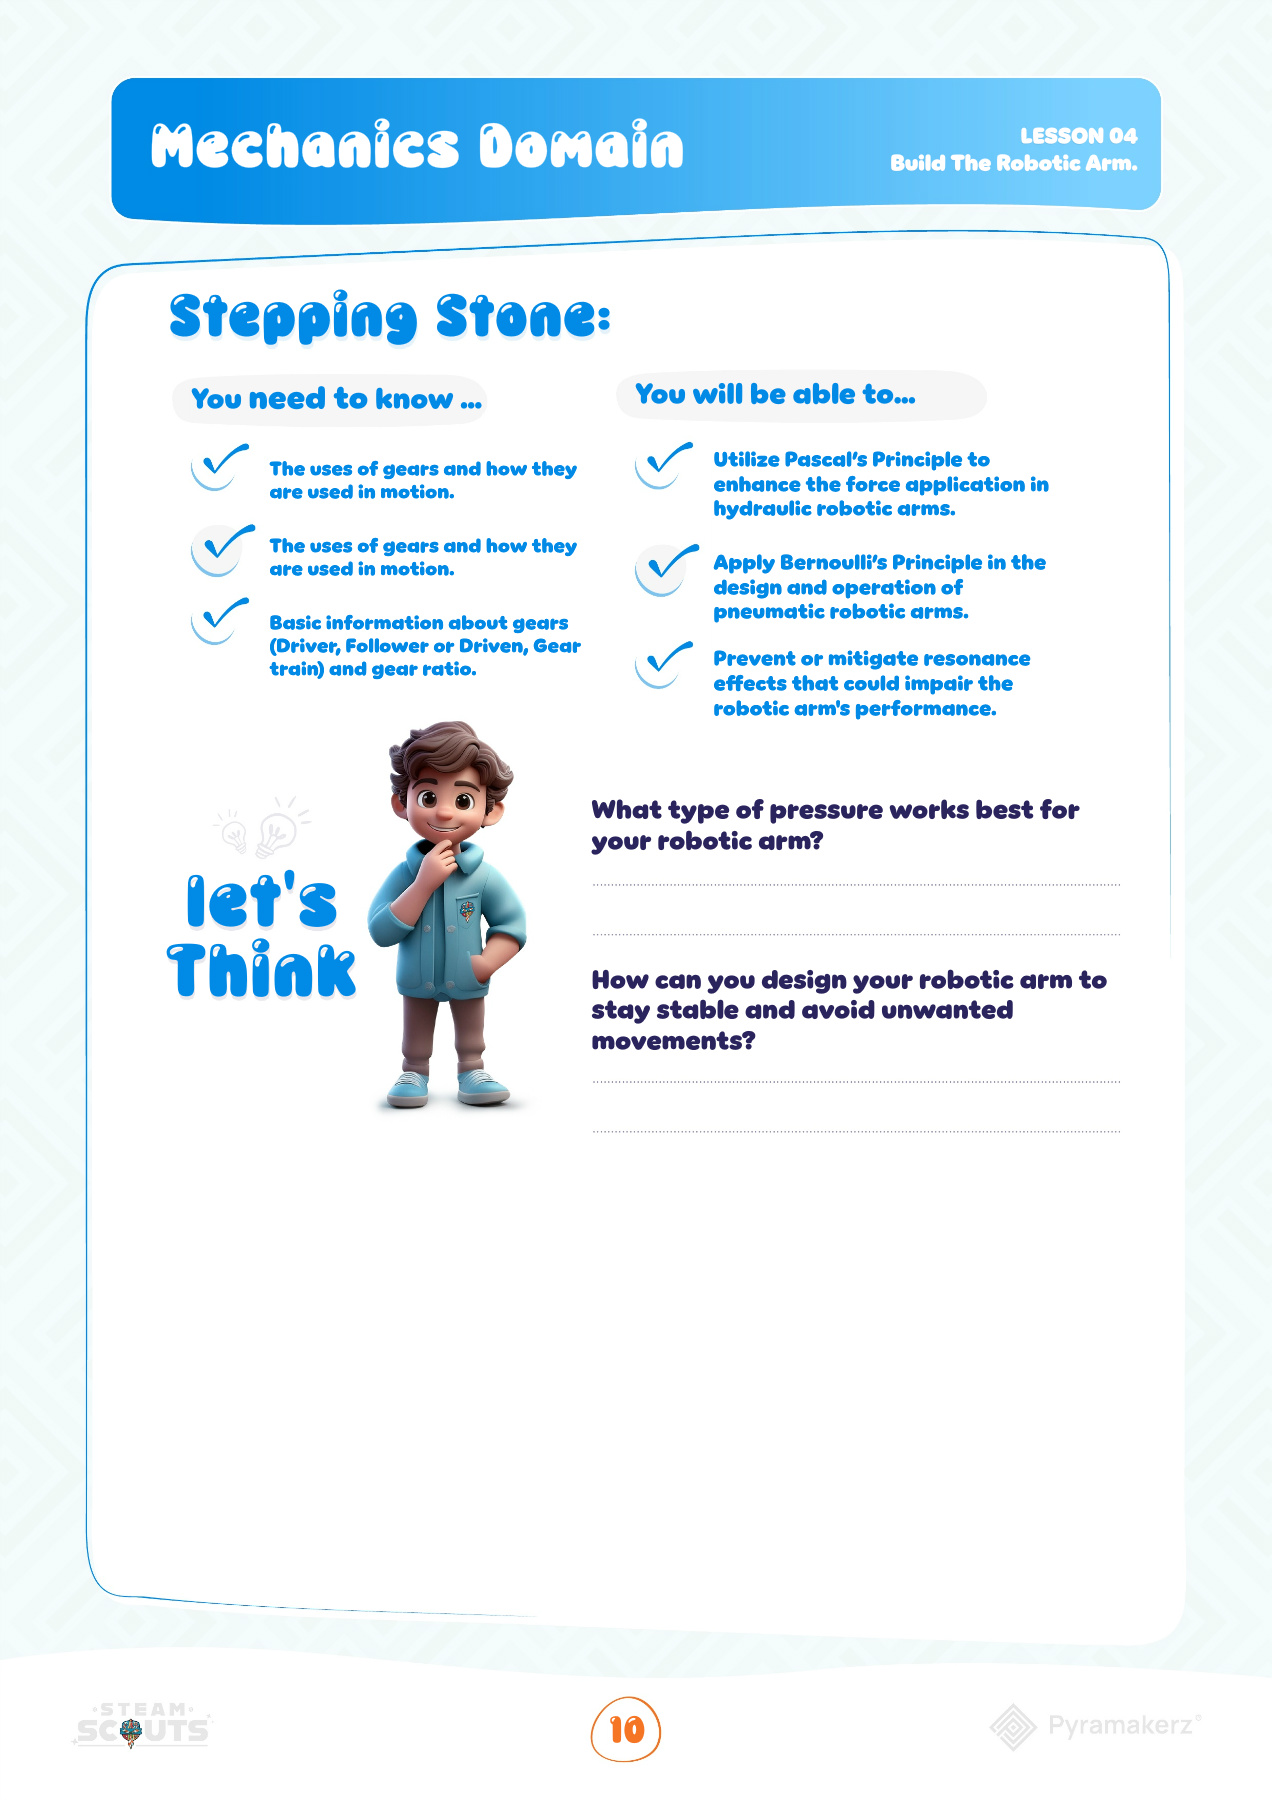 Mechanics Domain
LESSON 04
Build The Robotic Arm.
Stepping Stone:
You need to know ...
The uses of gears and how they
are used in motion.
The uses of gears and how they
are used in motion.
Basic information about gears
(Driver, Follower or Driven, Gear
train) and gear ratio.
You will be able to...
Utilize Pascal's Principle to
enhance the force application in
hydraulic robotic arms.
Apply Bernoulli's Principle in the
design and operation of
pneumatic robotic arms.
Prevent or mitigate resonance
effects that could impair the
robotic arm's performance.
let's
Think
What type of pressure works best for
your robotic arm?
How can you design your robotic arm to
stay stable and avoid unwanted
movements?
STEAM
SCOUTS
10
Pyramakerz